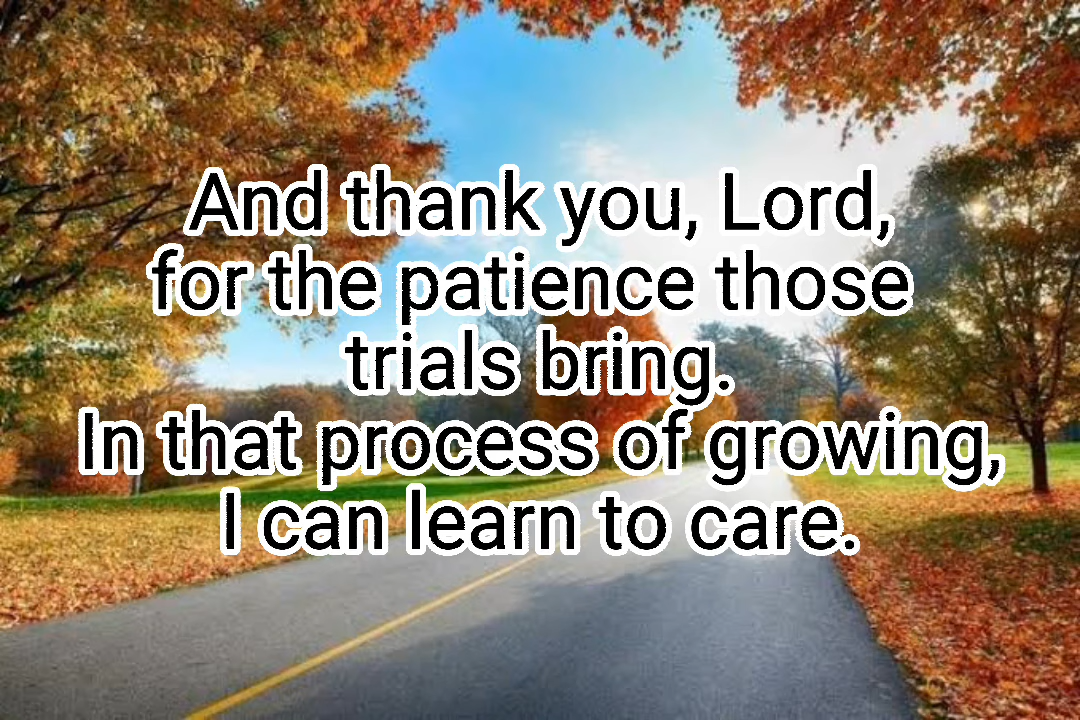 And thank you, Lord,
for the patience those
trials bring.
In that process of growing,
I can learn to care.